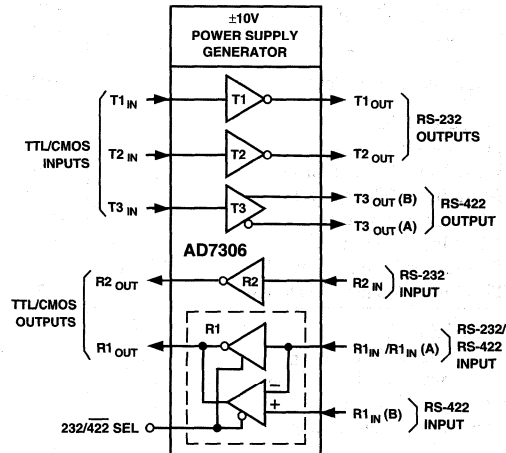 ±10V
POWER SUPPLY
GENERATOR
TTL/CMOS
INPUTS
T1 IN
T1
T1 OUT
T2 IN
T2
T2 OUT
RS-232
OUTPUTS
T3 IN
T3
T3 OUT (B)
T3 OUT (A)
RS-422
OUTPUT
AD7306
TTL/CMOS
OUTPUTS
R2 OUT
R2
R2 IN
RS-232
INPUT
R1 OUT
R1
R1 IN /R1 IN (A)
RS-232/
RS-422
INPUT
–
+
R1 IN (B)
RS-422
INPUT
232/4̅2̅2̅ SEL